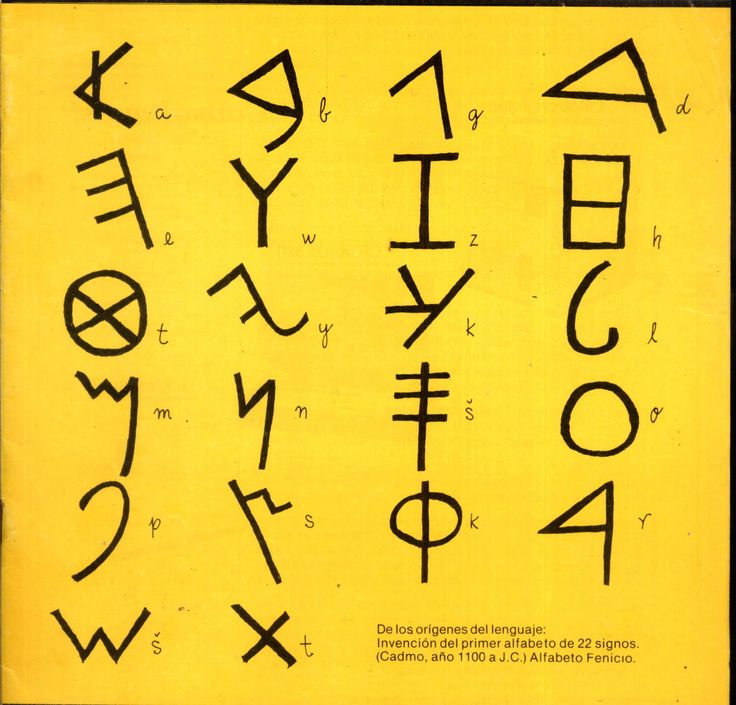 𐤀 a 𐤁 b 𐤂 g 𐤃 d
𐤄 e 𐤅 w 𐤆 z 𐤇 h
𐤈 t 𐤉 y 𐤊 k 𐤋 l
𐤌 m 𐤍 n 𐤎 š 𐤏 o
𐤐 p 𐤑 s 𐤒 k 𐤓 r
𐤔 š 𐤕 t
De los orígenes del lenguaje:
Invención del primer alfabeto de 22 signos.
(Cadmo, año 1100 a J.C.) Alfabeto Fenicio.